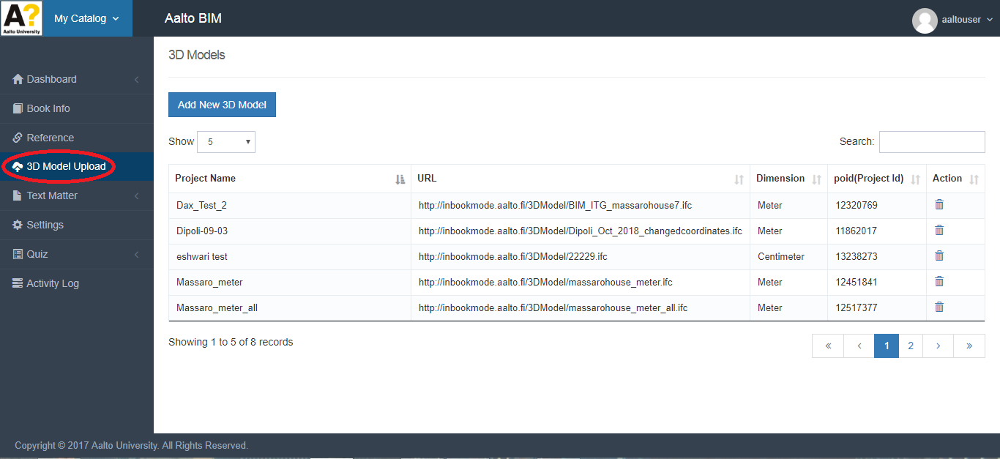 A?
Aalto University
My Catalog
Aalto BIM
aaltouser
Dashboard
Book Info
Reference
3D Model Upload
Text Matter
Settings
Quiz
Activity Log
3D Models
Add New 3D Model
Show 5
Search:
Project Name URL Dimension poid(Project Id) Action
Dax_Test_2 http://inbookmode.aalto.fi/3DModel/BIM_ITG_massarohouse7.ifc Meter 12320769
Dipoli-09-03 http://inbookmode.aalto.fi/3DModel/Dipoli_Oct_2018_changedcoordinates.ifc Meter 11862017
eshwari test http://inbookmode.aalto.fi/3DModel/22229.ifc Centimeter 13238273
Massaro_meter http://inbookmode.aalto.fi/3DModel/massarohouse_meter.ifc Meter 12451841
Massaro_meter_all http://inbookmode.aalto.fi/3DModel/massarohouse_meter_all.ifc Meter 12517377
Showing 1 to 5 of 8 records
« ‹ 1 2 › »
Copyright © 2017 Aalto University. All Rights Reserved.